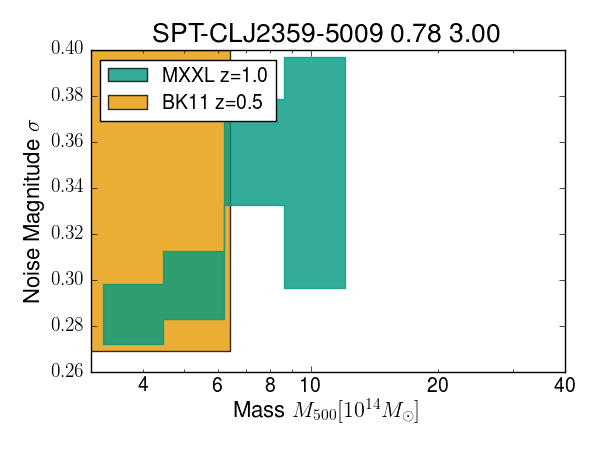 SPT-CLJ2359-5009 0.78 3.00
0.40
0.38
0.36
0.34
0.32
0.30
0.28
0.26
Noise Magnitude σ
MXXL z=1.0
BK11 z=0.5
4 6 8 10 20 40
Mass M₅₀₀[10¹⁴M☉]